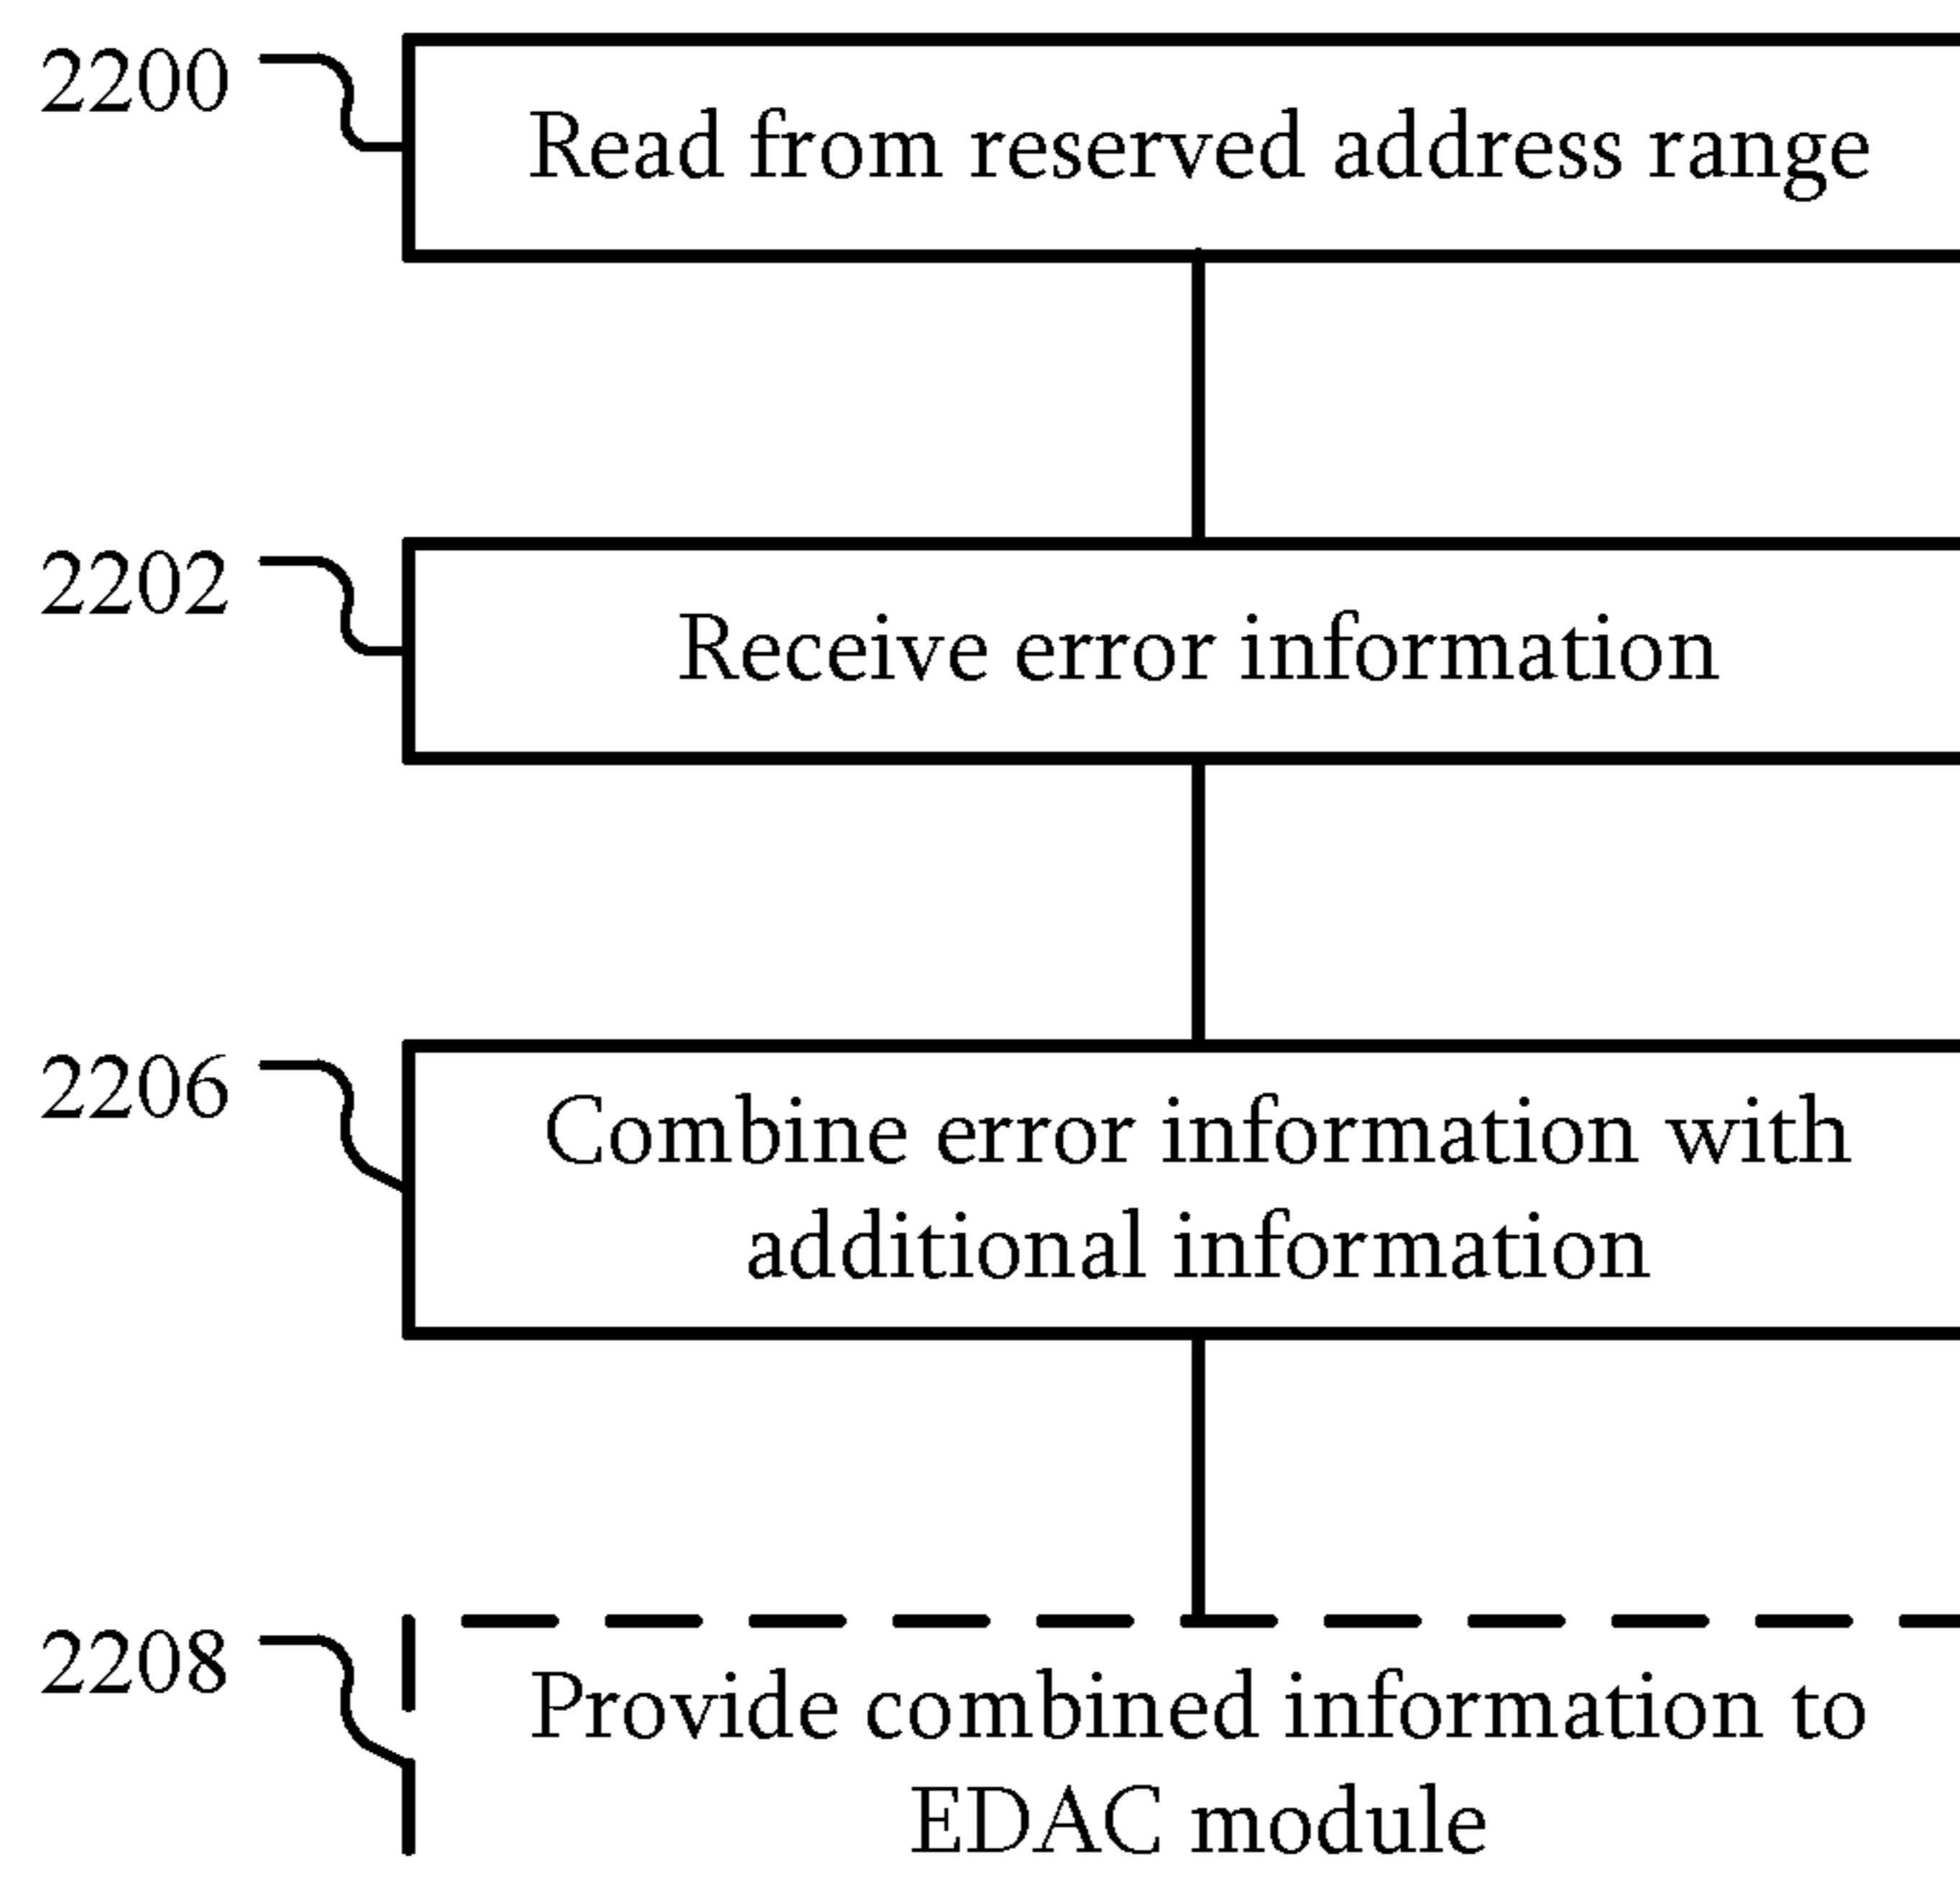 2200
Read from reserved address range
2202
Receive error information
2206
Combine error information with
additional information
2208
Provide combined information to
EDAC module